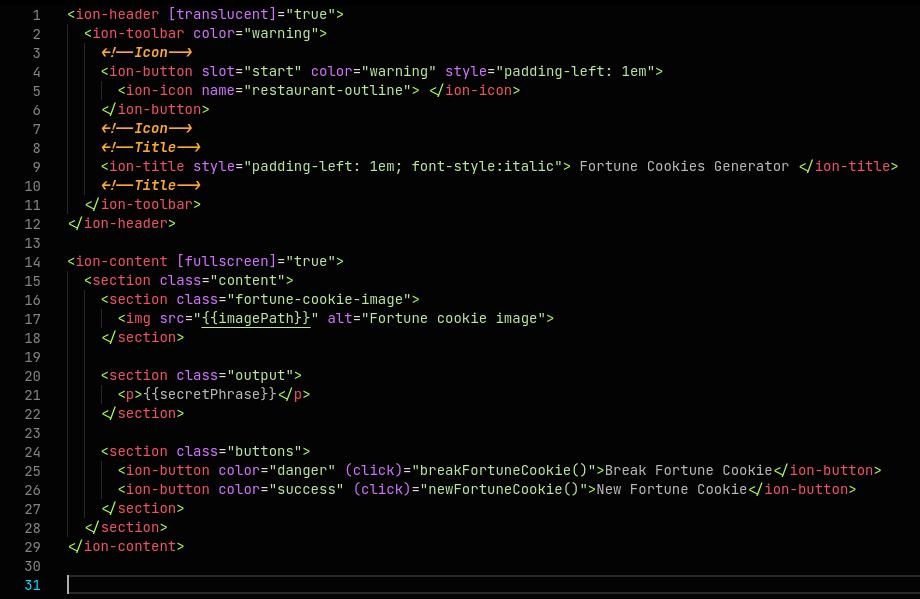 1 <ion-header [translucent]="true">
2   <ion-toolbar color="warning">
3     <!--Icon-->
4     <ion-button slot="start" color="warning" style="padding-left: 1em">
5       <ion-icon name="restaurant-outline"> </ion-icon>
6     </ion-button>
7     <!--Icon-->
8     <!--Title-->
9     <ion-title style="padding-left: 1em; font-style:italic"> Fortune Cookies Generator </ion-title>
10     <!--Title-->
11   </ion-toolbar>
12 </ion-header>
13
14 <ion-content [fullscreen]="true">
15   <section class="content">
16     <section class="fortune-cookie-image">
17       <img src="{{imagePath}}" alt="Fortune cookie image">
18     </section>
19
20     <section class="output">
21       <p>{{secretPhrase}}</p>
22     </section>
23
24     <section class="buttons">
25       <ion-button color="danger" (click)="breakFortuneCookie()">Break Fortune Cookie</ion-button>
26       <ion-button color="success" (click)="newFortuneCookie()">New Fortune Cookie</ion-button>
27     </section>
28   </section>
29 </ion-content>
30
31